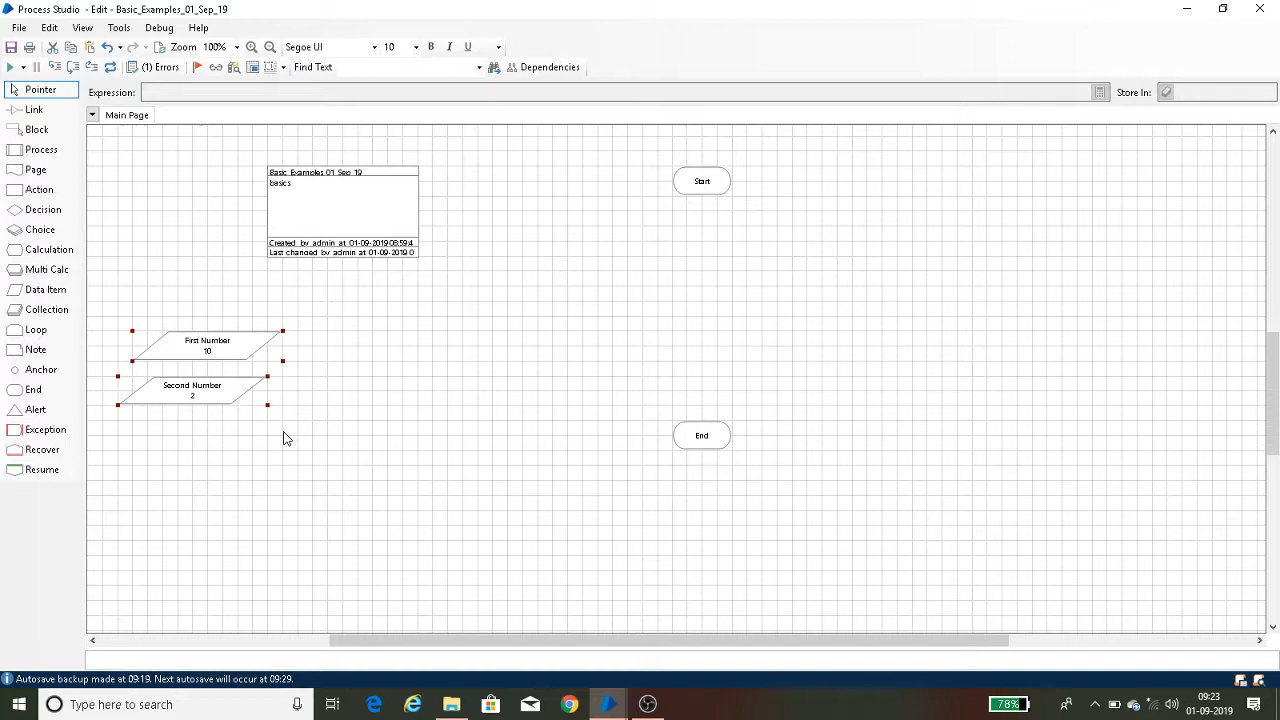 Process Studio - Edit - Basic_Examples_01_Sep_19
File Edit View Tools Debug Help
Zoom 100% Segoe UI 10 B I U
(1) Errors Find Text Dependencies
Pointer
Expression: Store In:
Link
Main Page
Block
Process
Page
Action
Decision
Choice
Calculation
Multi Calc
Data Item
Collection
Loop
Note
Anchor
End
Alert
Exception
Recover
Resume
Basic Examples 01 Sep 19
basics
Created by admin at 01-09-2019 08:59:4
Last changed by admin at 01-09-2019 0
Start
First Number
10
Second Number
2
End
Autosave backup made at 09:19. Next autosave will occur at 09:29.
Type here to search
78%
09:23
01-09-2019